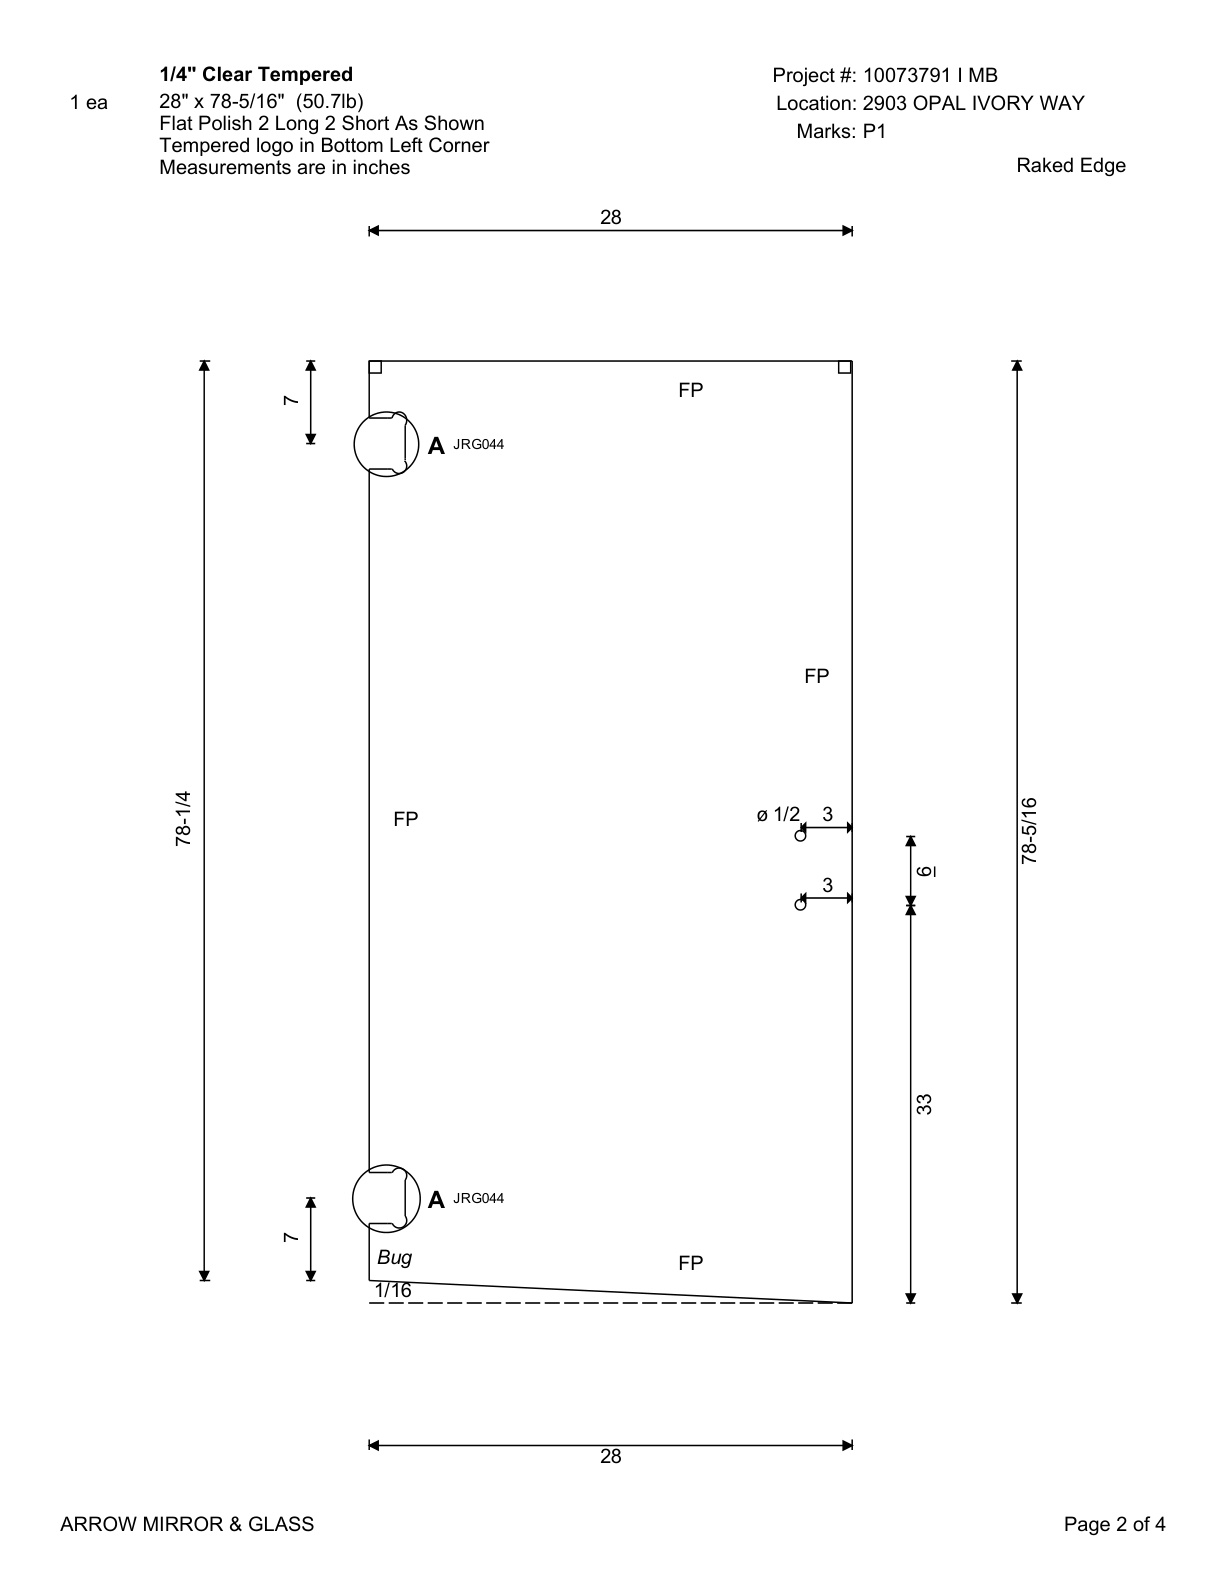 1/4" Clear Tempered
1 ea
28" x 78-5/16" (50.7lb)
Flat Polish 2 Long 2 Short As Shown
Tempered logo in Bottom Left Corner
Measurements are in inches
Project #: 10073791 I MB
Location: 2903 OPAL IVORY WAY
Marks: P1
Raked Edge
28
7
FP
A JRG044
FP
78-1/4
FP
ø 1/2
3
6
78-5/16
3
33
A JRG044
7
Bug
FP
1/16
28
ARROW MIRROR & GLASS
Page 2 of 4